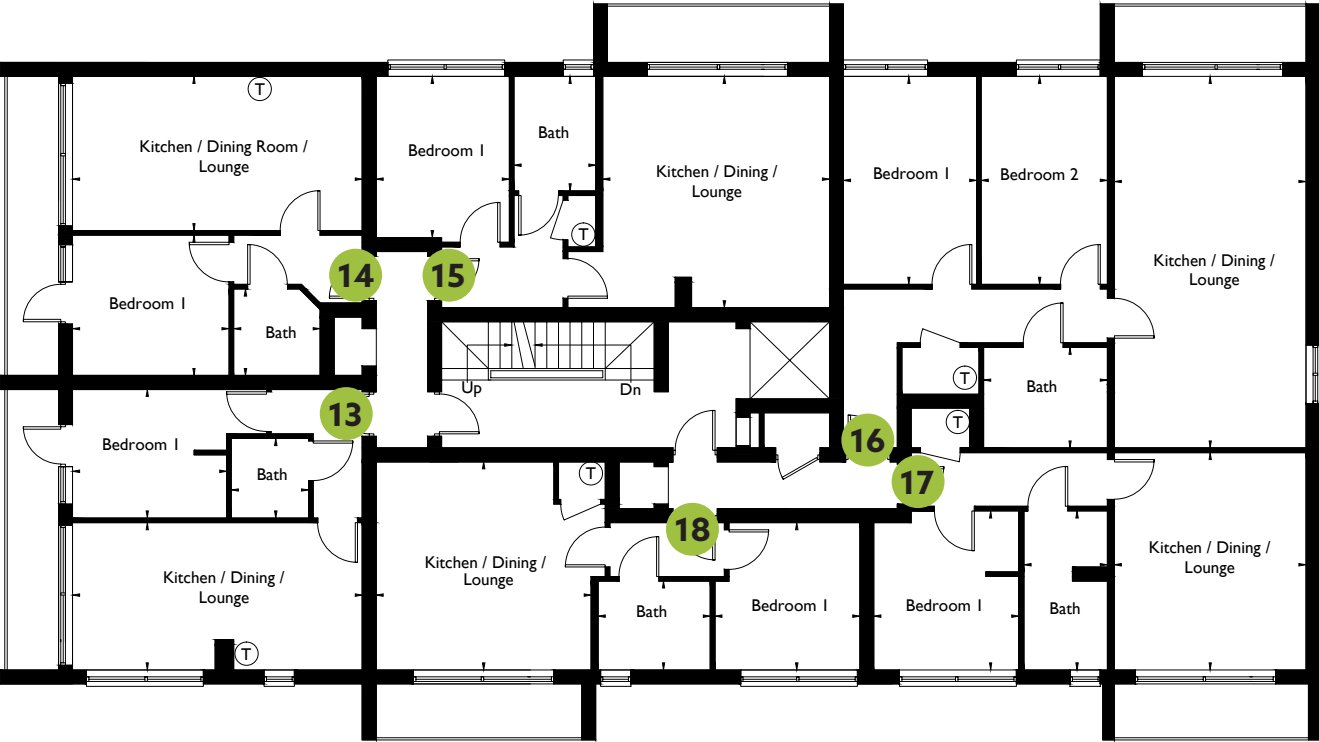 T
Kitchen / Dining Room /
Lounge
Bedroom 1
Bath
T
Kitchen / Dining /
Lounge
Bedroom 1
Bedroom 2
Kitchen / Dining /
Lounge
14
15
Bedroom 1
Bath
Up
Dn
T
Bath
13
Bedroom 1
Bath
16
T
17
T
18
Kitchen / Dining /
Lounge
Kitchen / Dining /
Lounge
Bath
Bedroom 1
Bedroom 1
Bath
Kitchen / Dining /
Lounge
T